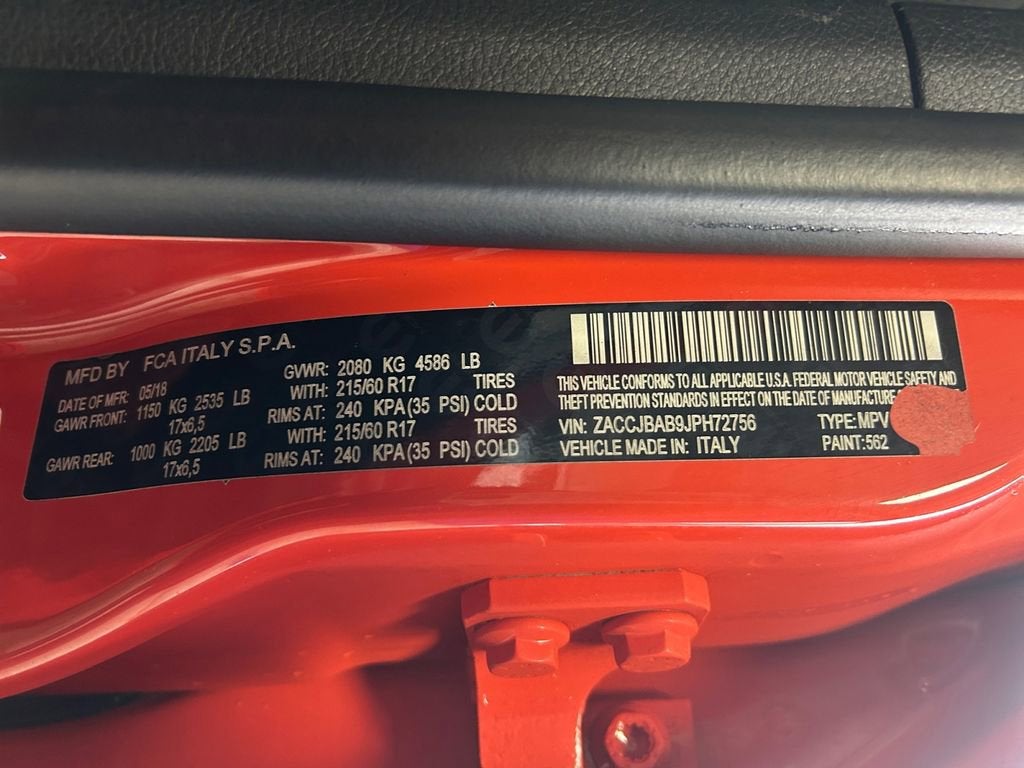 MFD BY FCA ITALY S.P.A.
DATE OF MFR: 05/18
GAWR FRONT: 1150 KG 2535 LB
17x6,5
GAWR REAR: 1000 KG 2205 LB
17x6,5
GVWR: 2080 KG 4586 LB
WITH: 215/60 R17 TIRES
RIMS AT: 240 KPA (35 PSI) COLD
WITH: 215/60 R17 TIRES
RIMS AT: 240 KPA (35 PSI) COLD
THIS VEHICLE CONFORMS TO ALL APPLICABLE U.S.A. FEDERAL MOTOR VEHICLE SAFETY AND
THEFT PREVENTION STANDARDS IN EFFECT ON THE DATE OF MANUFACTURE
VIN: ZACCJBAB9JPH72756 TYPE: MPV
VEHICLE MADE IN: ITALY PAINT: 562